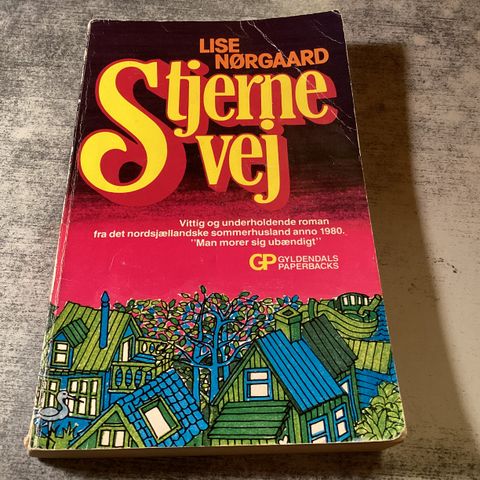 LISE
NØRGAARD
Stjerne
vej
Vittig og underholdende roman
fra det nordsjællandske sommerhusland anno 1980.
"Man morer sig ubændigt"
GP GYLDENDALS
PAPERBACKS